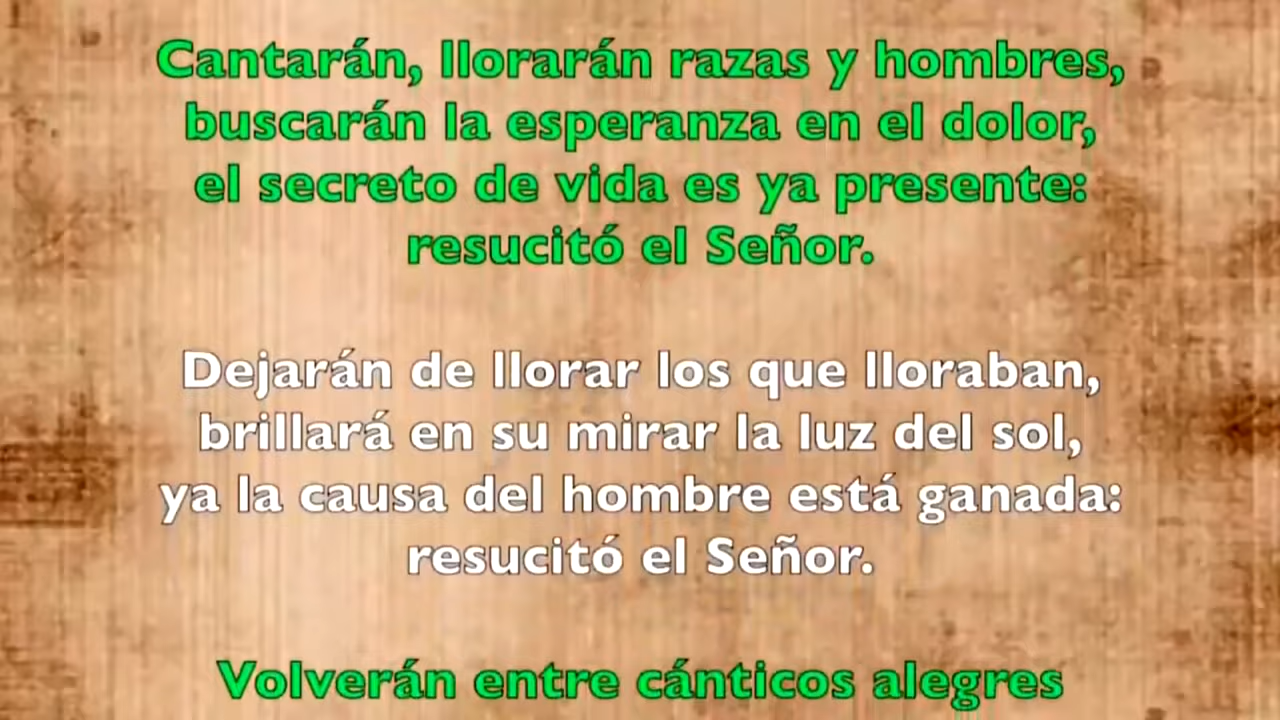 Cantarán, llorarán razas y hombres,
buscarán la esperanza en el dolor,
el secreto de vida es ya presente:
resucitó el Señor.
Dejarán de llorar los que lloraban,
brillará en su mirar la luz del sol,
ya la causa del hombre está ganada:
resucitó el Señor.
Volverán entre cánticos alegres